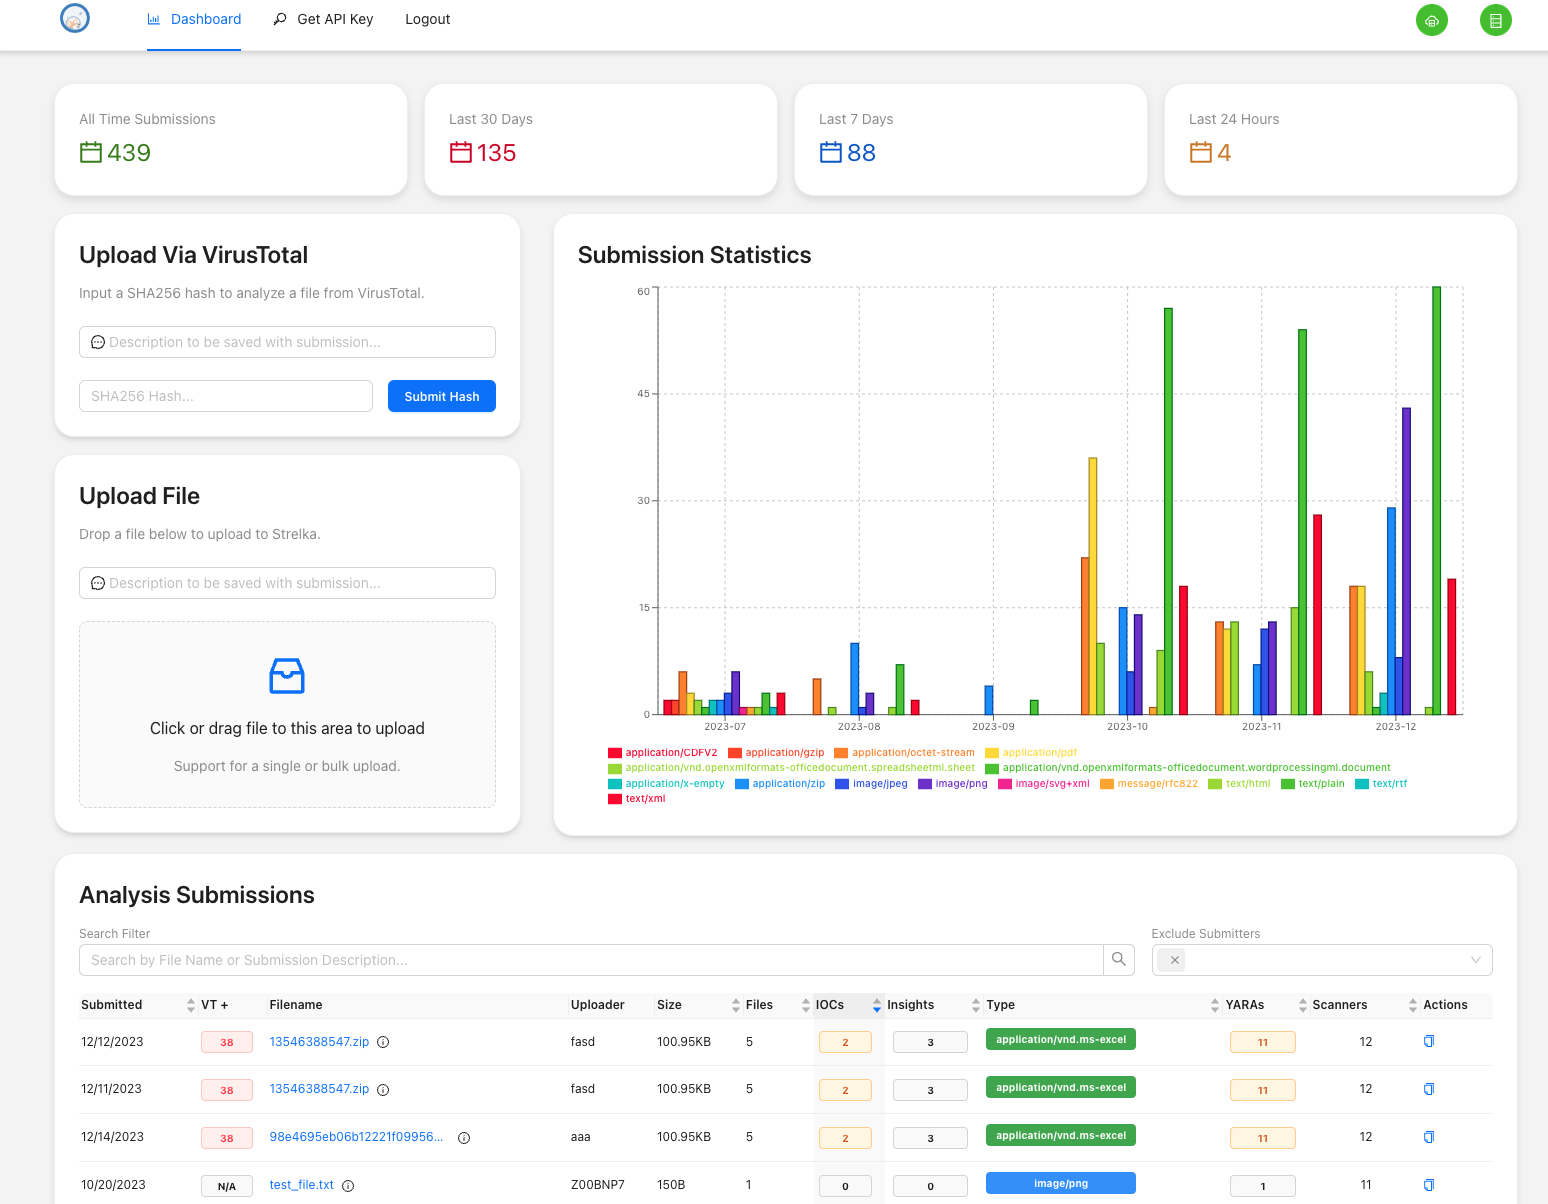 Dashboard Get API Key Logout
All Time Submissions Last 30 Days Last 7 Days Last 24 Hours
439 135 88 4
Upload Via VirusTotal
Input a SHA256 hash to analyze a file from VirusTotal.
Description to be saved with submission...
SHA256 Hash... Submit Hash
Upload File
Drop a file below to upload to Strelka.
Description to be saved with submission...
Click or drag file to this area to upload
Support for a single or bulk upload.
Submission Statistics
60
45
30
15
0
2023-07 2023-08 2023-09 2023-10 2023-11 2023-12
application/CDFV2 application/gzip application/octet-stream application/pdf
application/vnd.openxmlformats-officedocument.spreadsheetml.sheet application/vnd.openxmlformats-officedocument.wordprocessingml.document
application/x-empty application/zip image/jpeg image/png image/svg+xml message/rfc822 text/html text/plain text/rtf
text/xml
Analysis Submissions
Search Filter Exclude Submitters
Search by File Name or Submission Description...
Submitted VT + Filename Uploader Size Files IOCs Insights Type YARAs Scanners Actions
12/12/2023 38 13546388547.zip fasd 100.95KB 5 2 3 application/vnd.ms-excel 11 12
12/11/2023 38 13546388547.zip fasd 100.95KB 5 2 3 application/vnd.ms-excel 11 12
12/14/2023 38 98e4695eb06b12221f09956... aaa 100.95KB 5 2 3 application/vnd.ms-excel 11 12
10/20/2023 N/A test_file.txt Z00BNP7 150B 1 0 0 image/png 1 11